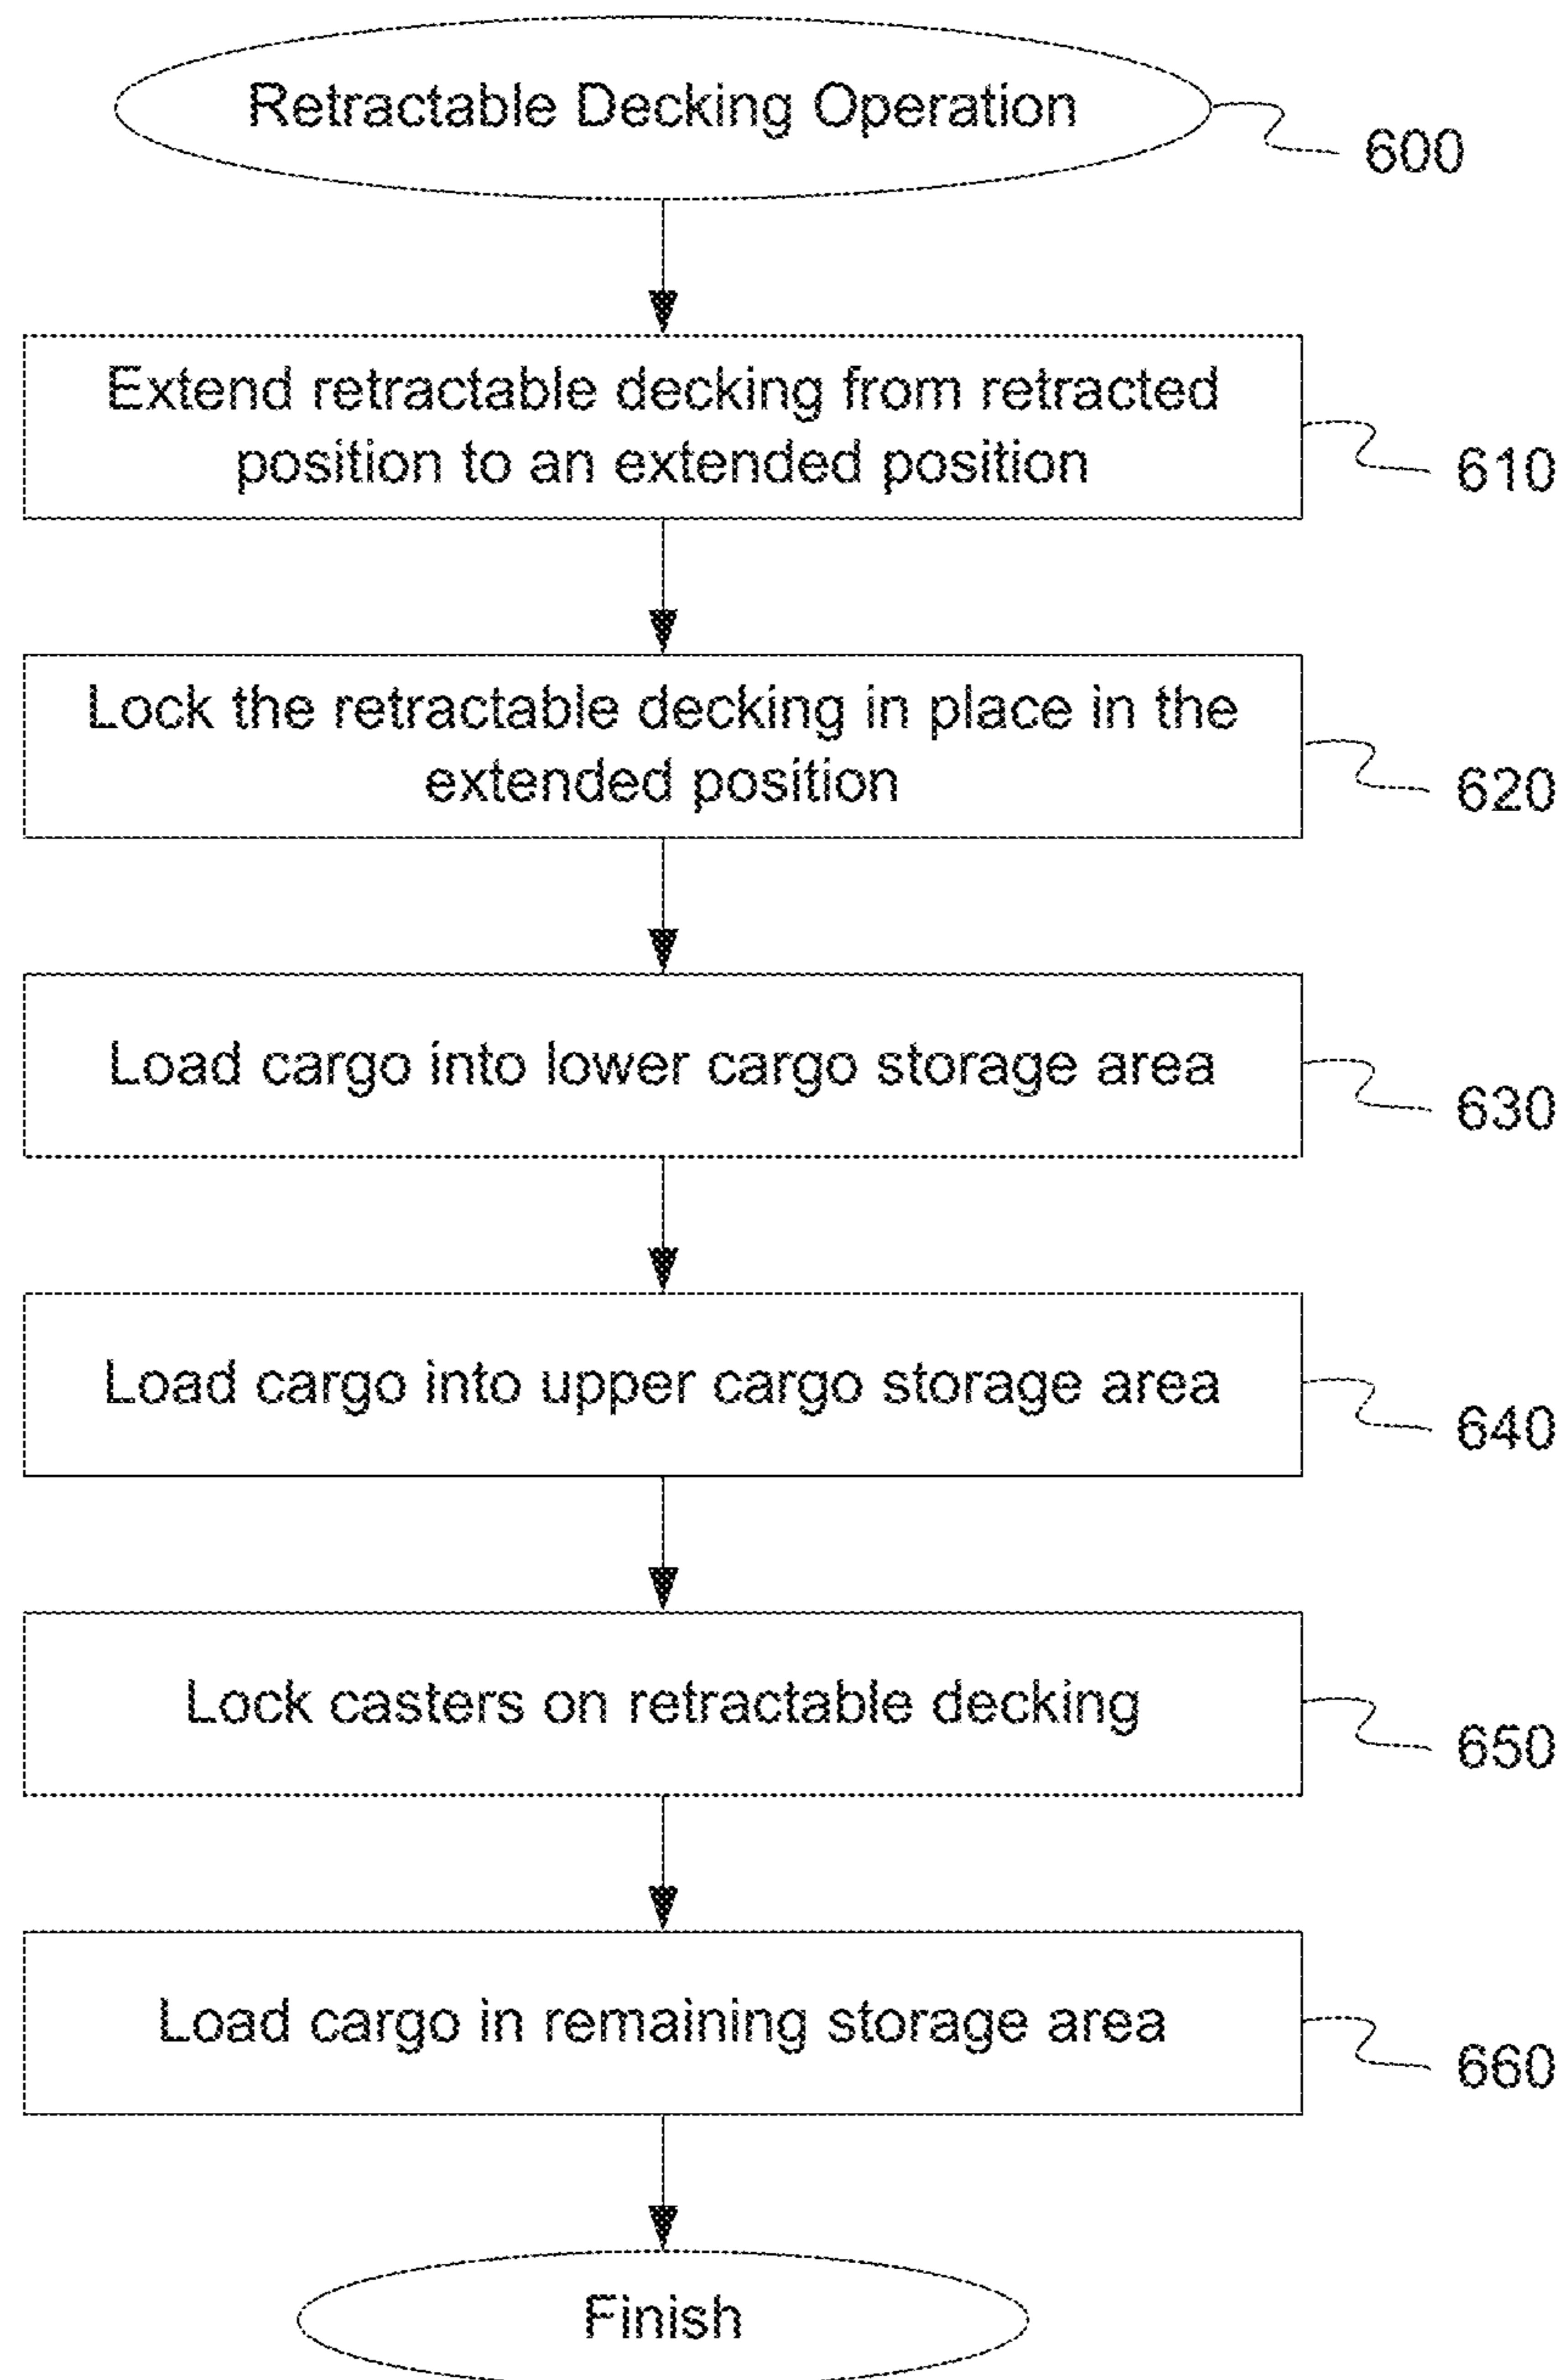 Retractable Decking Operation
600
Extend retractable decking from retracted
position to an extended position
610
Lock the retractable decking in place in the
extended position
620
Load cargo into lower cargo storage area
630
Load cargo into upper cargo storage area
640
Lock casters on retractable decking
650
Load cargo in remaining storage area
660
Finish